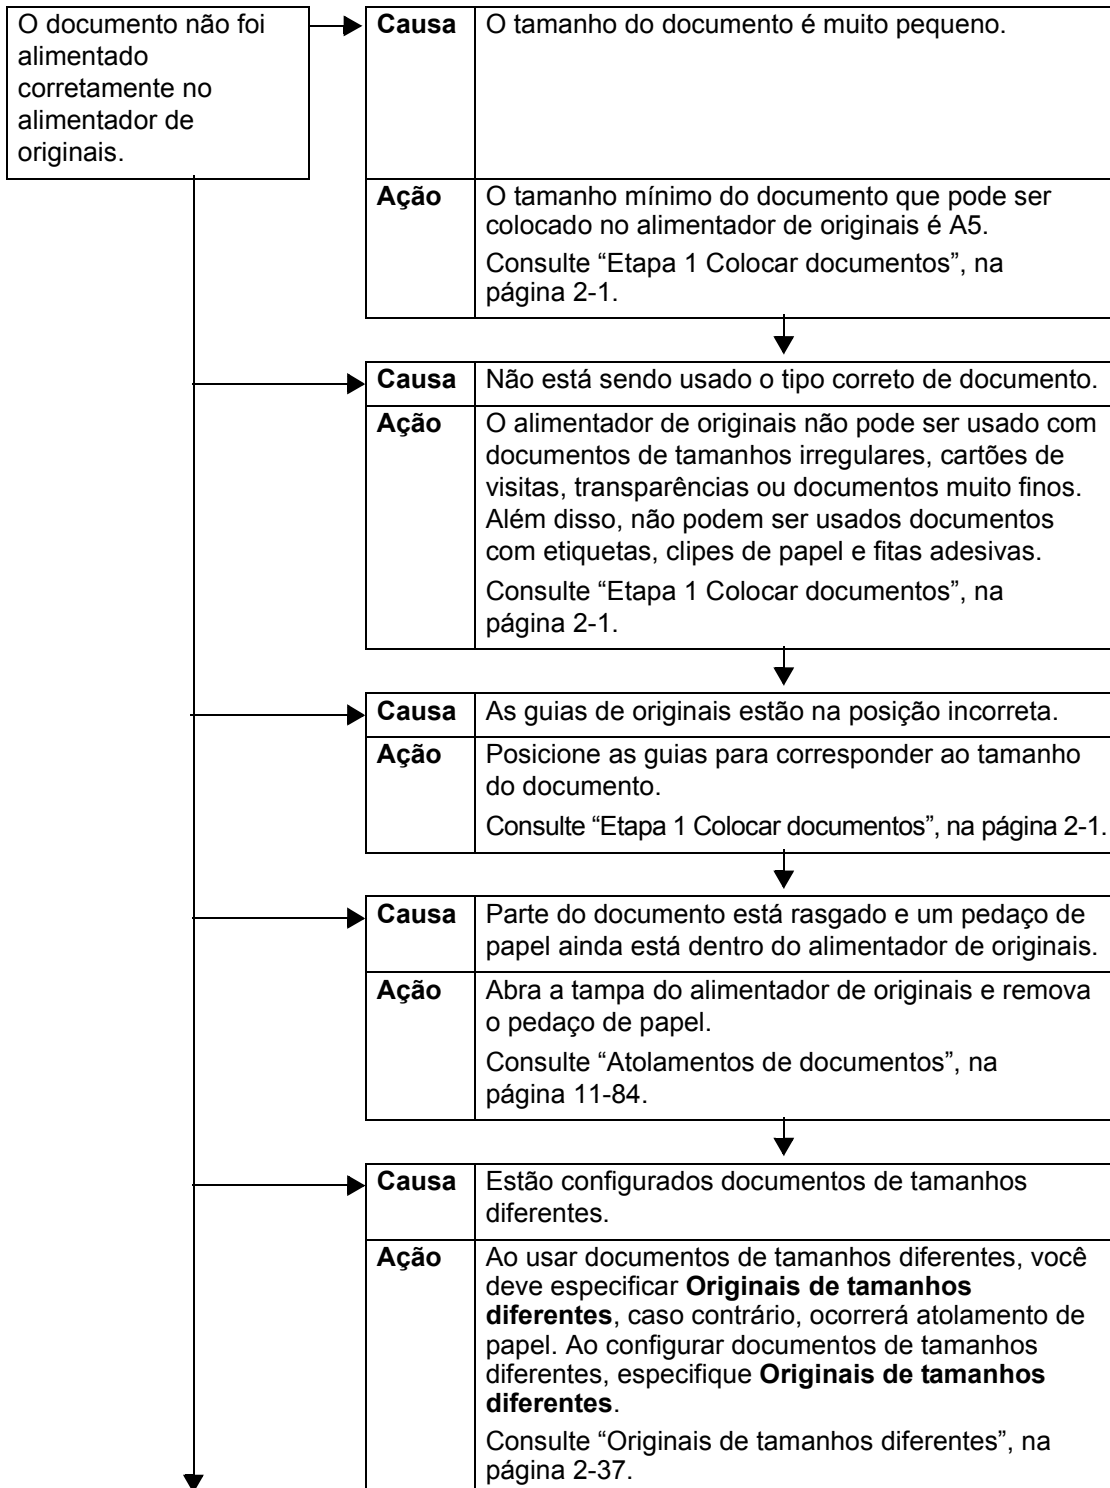 O documento não foi
alimentado
corretamente no
alimentador de
originais.
Causa O tamanho do documento é muito pequeno.
Ação O tamanho mínimo do documento que pode ser
colocado no alimentador de originais é A5.
Consulte “Etapa 1 Colocar documentos”, na
página 2-1.
Causa Não está sendo usado o tipo correto de documento.
Ação O alimentador de originais não pode ser usado com
documentos de tamanhos irregulares, cartões de
visitas, transparências ou documentos muito finos.
Além disso, não podem ser usados documentos
com etiquetas, clipes de papel e fitas adesivas.
Consulte “Etapa 1 Colocar documentos”, na
página 2-1.
Causa As guias de originais estão na posição incorreta.
Ação Posicione as guias para corresponder ao tamanho
do documento.
Consulte “Etapa 1 Colocar documentos”, na página 2-1.
Causa Parte do documento está rasgado e um pedaço de
papel ainda está dentro do alimentador de originais.
Ação Abra a tampa do alimentador de originais e remova
o pedaço de papel.
Consulte “Atolamentos de documentos”, na
página 11-84.
Causa Estão configurados documentos de tamanhos
diferentes.
Ação Ao usar documentos de tamanhos diferentes, você
deve especificar Originais de tamanhos
diferentes, caso contrário, ocorrerá atolamento de
papel. Ao configurar documentos de tamanhos
diferentes, especifique Originais de tamanhos
diferentes.
Consulte “Originais de tamanhos diferentes”, na
página 2-37.